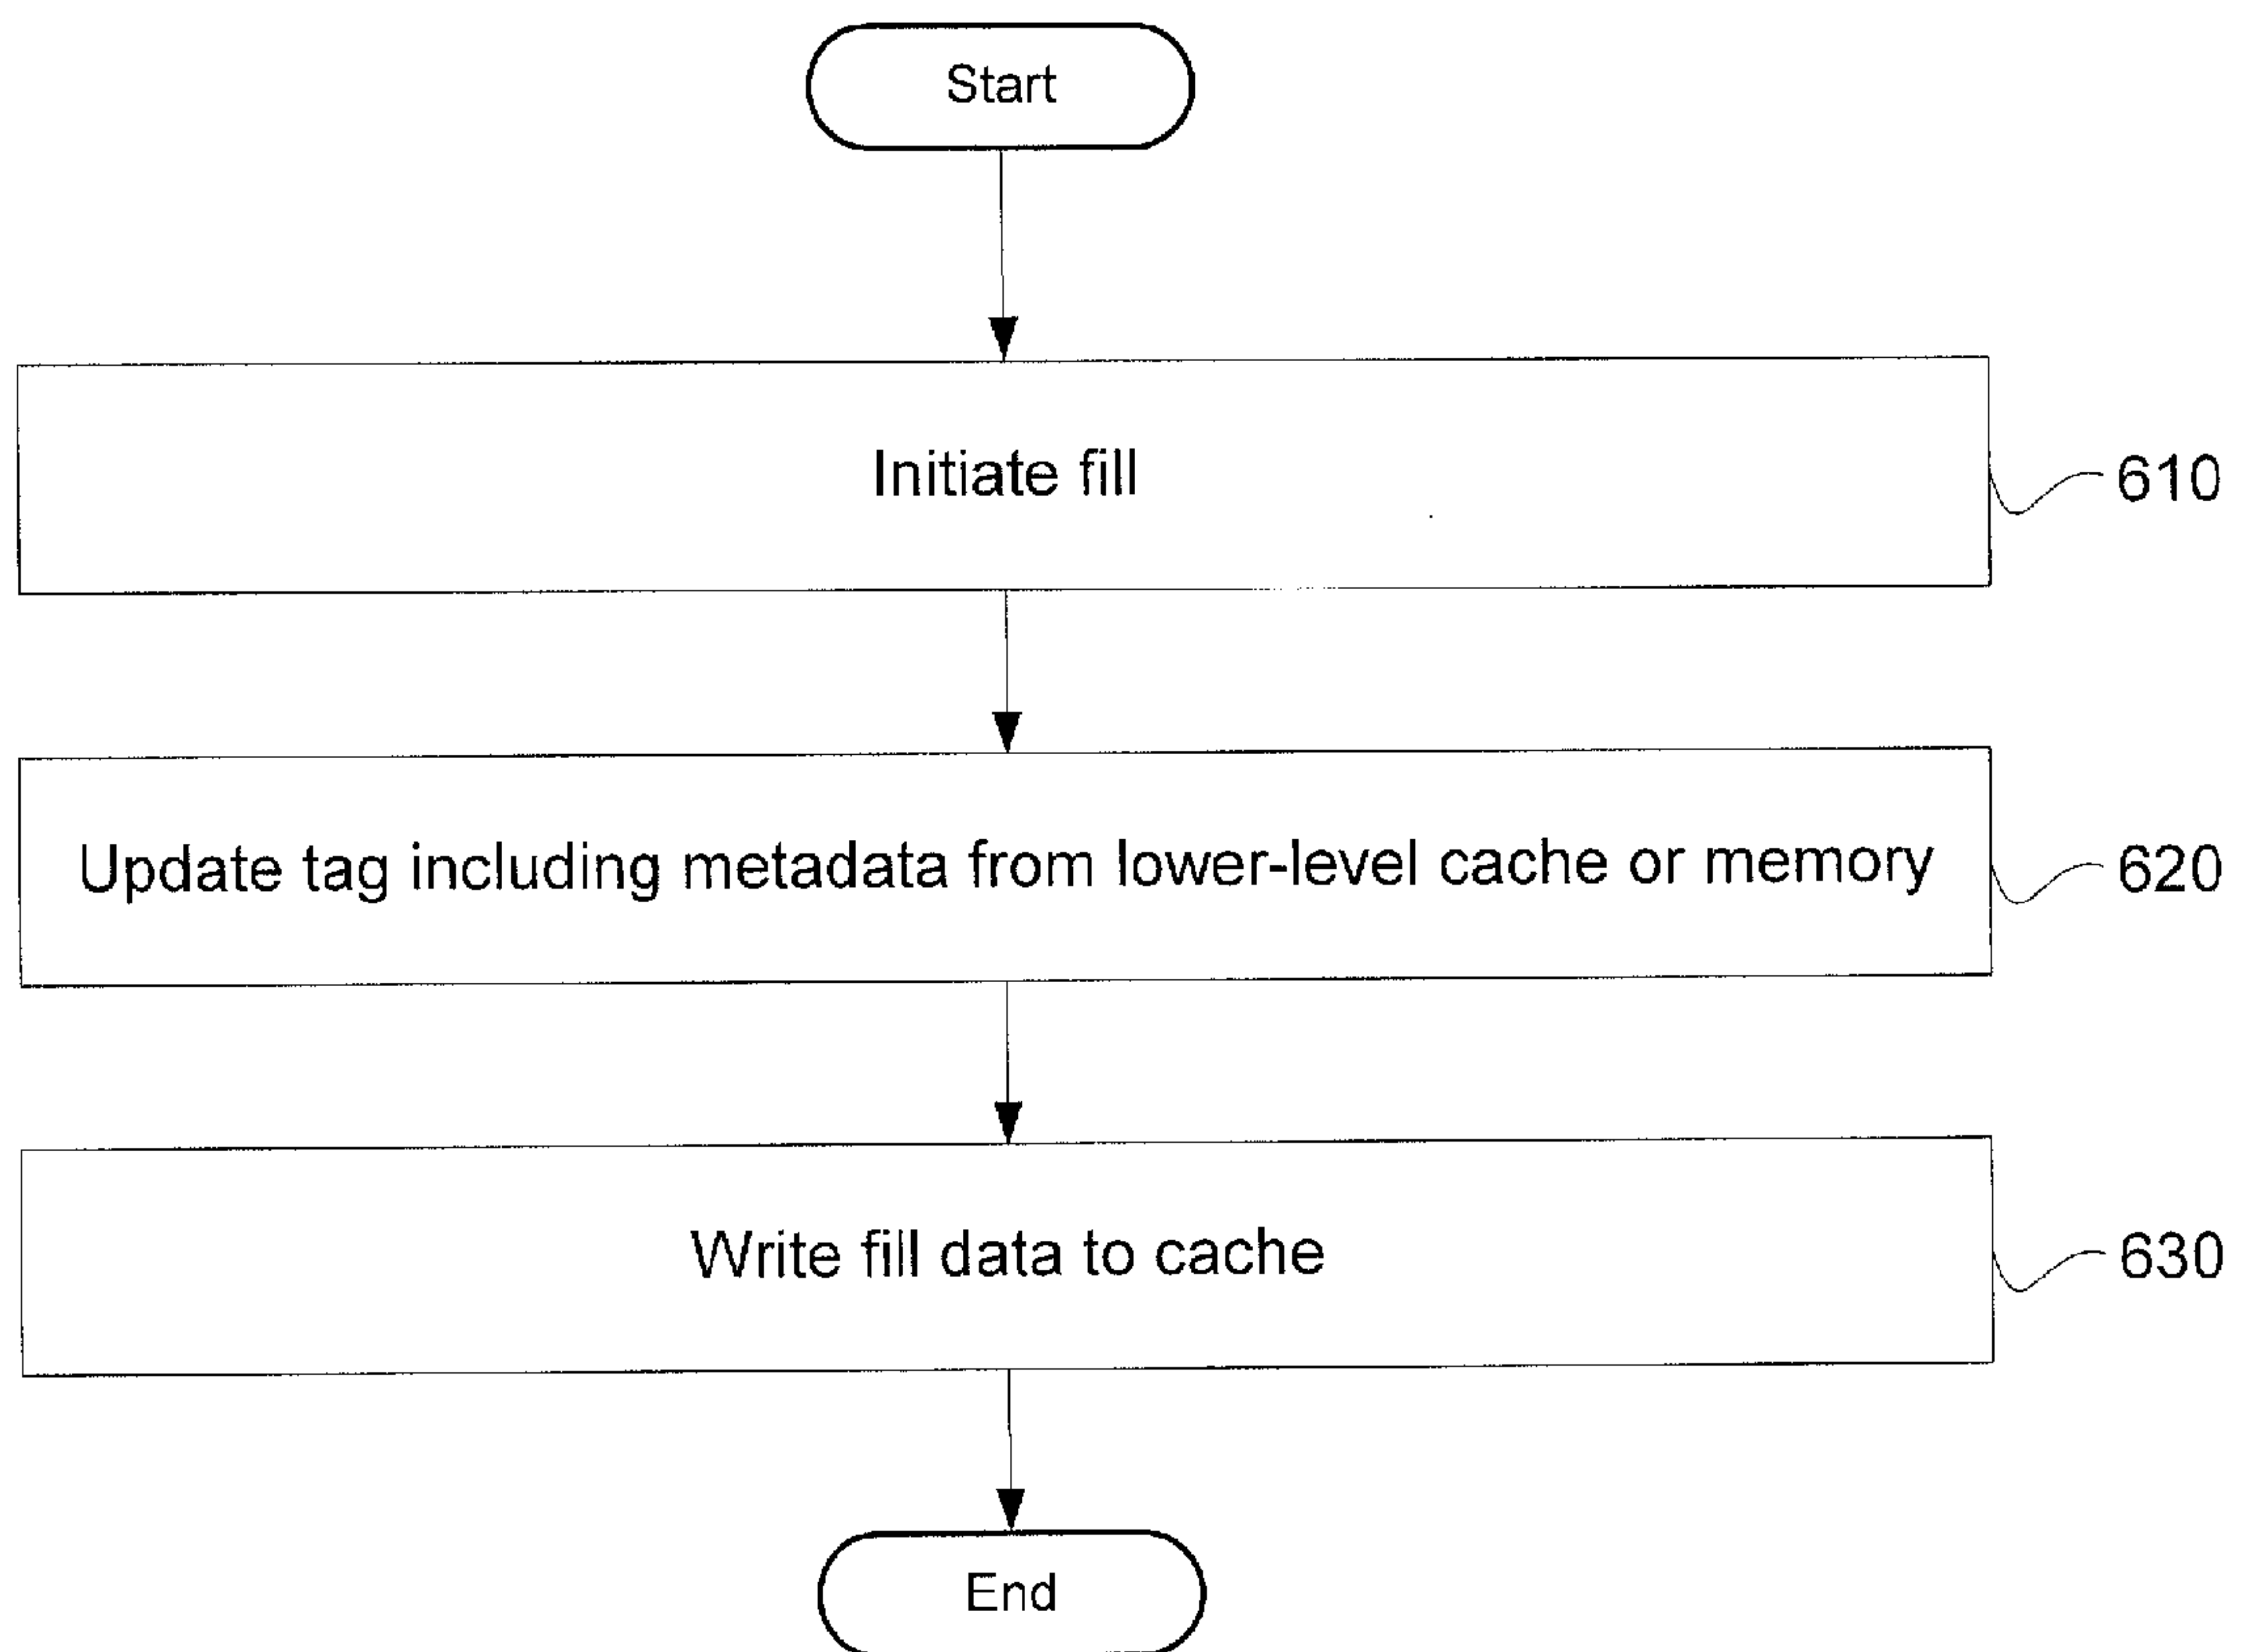 Start
Initiate fill
610
Update tag including metadata from lower-level cache or memory
620
Write fill data to cache
630
End